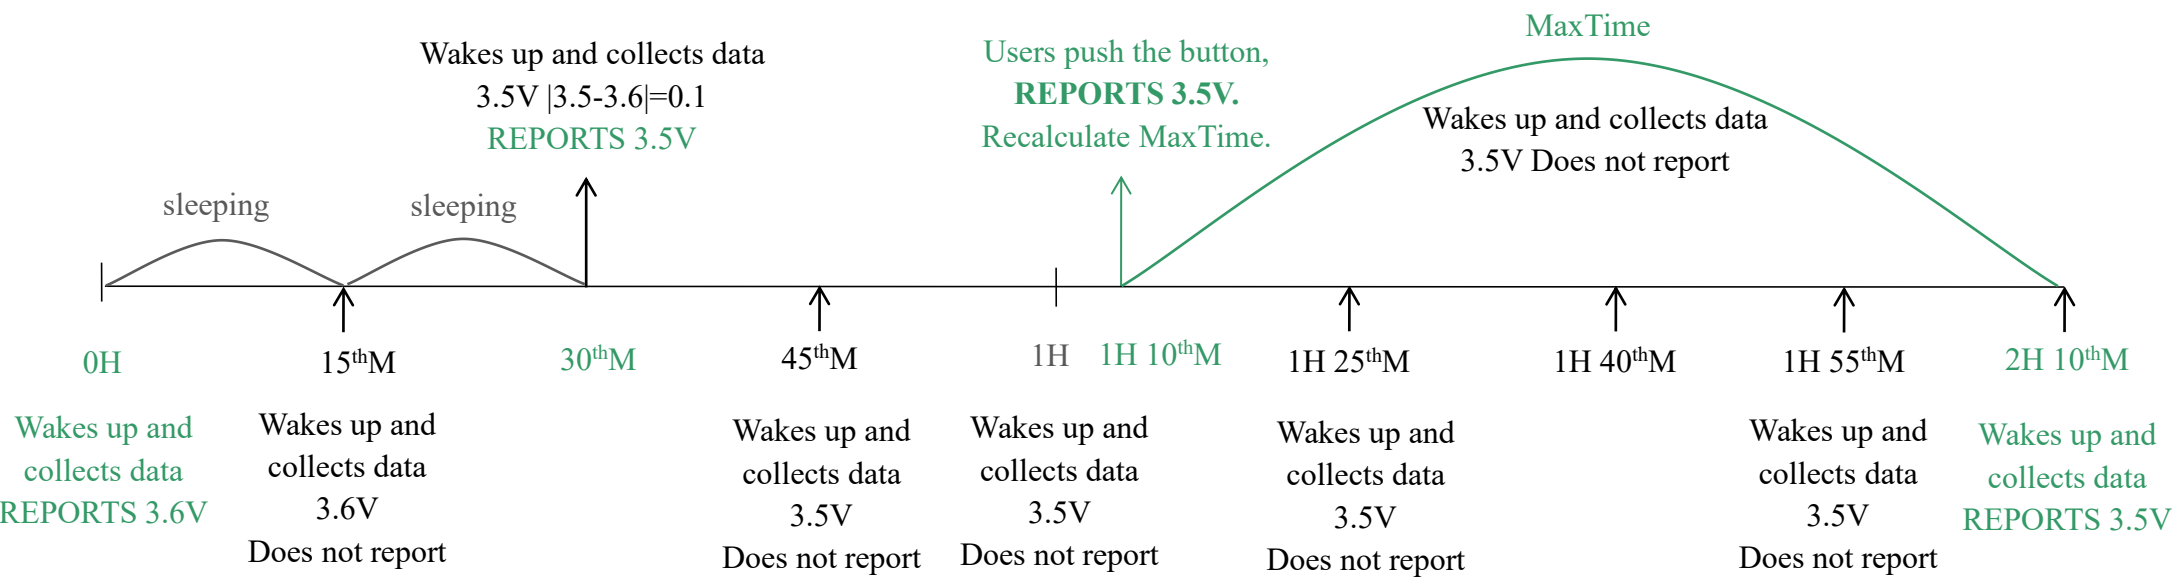 MaxTime
Wakes up and collects data
3.5V |3.5-3.6|=0.1
REPORTS 3.5V
Users push the button,
REPORTS 3.5V.
Recalculate MaxTime.
Wakes up and collects data
3.5V Does not report
sleeping
sleeping
0H
15thM
30thM
45thM
1H
1H 10thM
1H 25thM
1H 40thM
1H 55thM
2H 10thM
Wakes up and
collects data
REPORTS 3.6V
Wakes up and
collects data
3.6V
Does not report
Wakes up and
collects data
3.5V
Does not report
Wakes up and
collects data
3.5V
Does not report
Wakes up and
collects data
3.5V
Does not report
Wakes up and
collects data
3.5V
Does not report
Wakes up and
collects data
REPORTS 3.5V